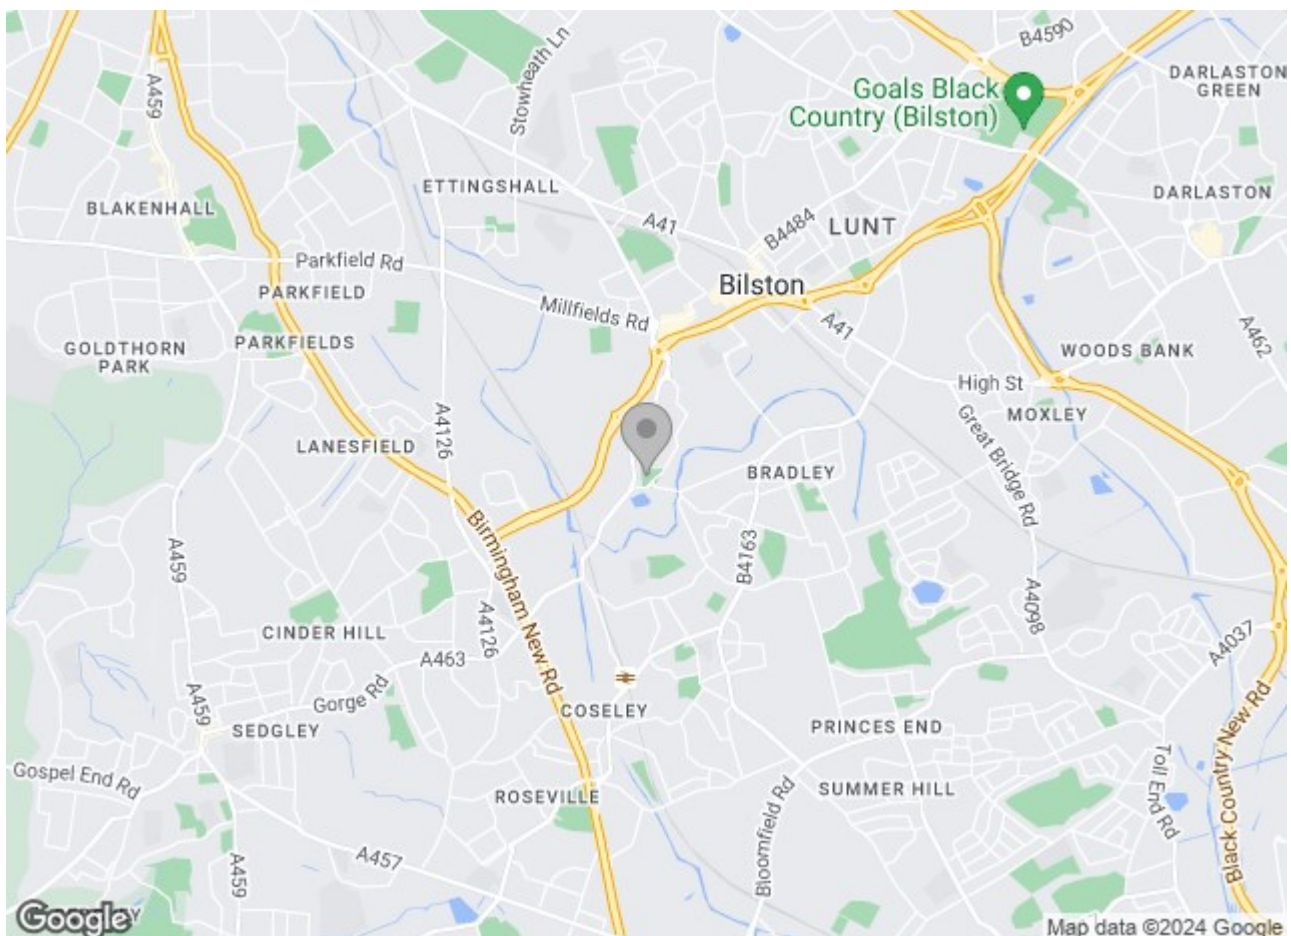 B4590
DARLASTON
GREEN
Goals Black
Country (Bilston)
A459
Stowheath Ln
ETTINGSHALL
DARLASTON
BLAKENHALL
A41
B4484
LUNT
Parkfield Rd
Bilston
PARKFIELD
Millfields Rd
A41
A462
GOLDTHORN
PARK
PARKFIELDS
WOODS BANK
High St
MOXLEY
A4126
LANESFIELD
Great Bridge Rd
BRADLEY
Birmingham New Rd
A459
B4163
A4098
A4126
CINDER HILL
A4037
A463
A459
Gorge Rd
COSELEY
SEDGLEY
PRINCES END
Black Country New Rd
Gospel End Rd
Toll End Rd
ROSEVILLE
SUMMER HILL
Bloomfield Rd
A457
A459
Google
Map data ©2024 Google